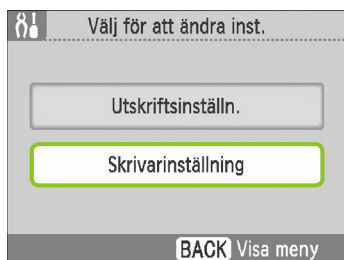 Välj för att ändra inst.
Utskriftsinställn.
Skrivarinställning
BACK Visa meny